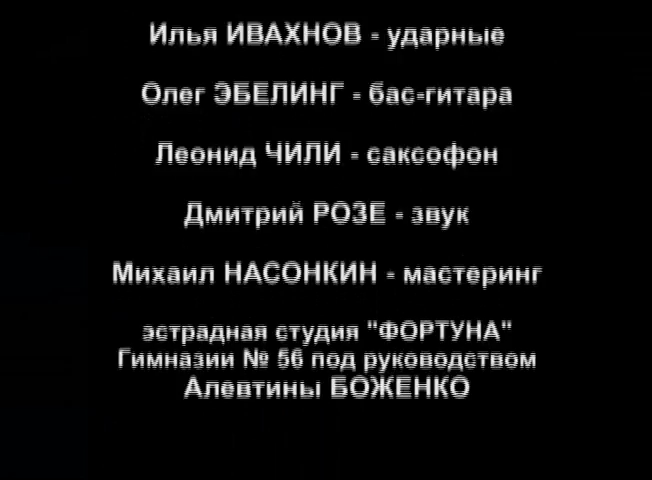 Илья ИВАХНОВ - ударные
Олег ЭБЕЛИНГ - бас-гитара
Леонид ЧИЛИ - саксофон
Дмитрий РОЗЕ - звук
Михаил НАСОНКИН - мастеринг
эстрадная студия "ФОРТУНА"
Гимназии № 56 под руководством
Алевтины БОЖЕНКО